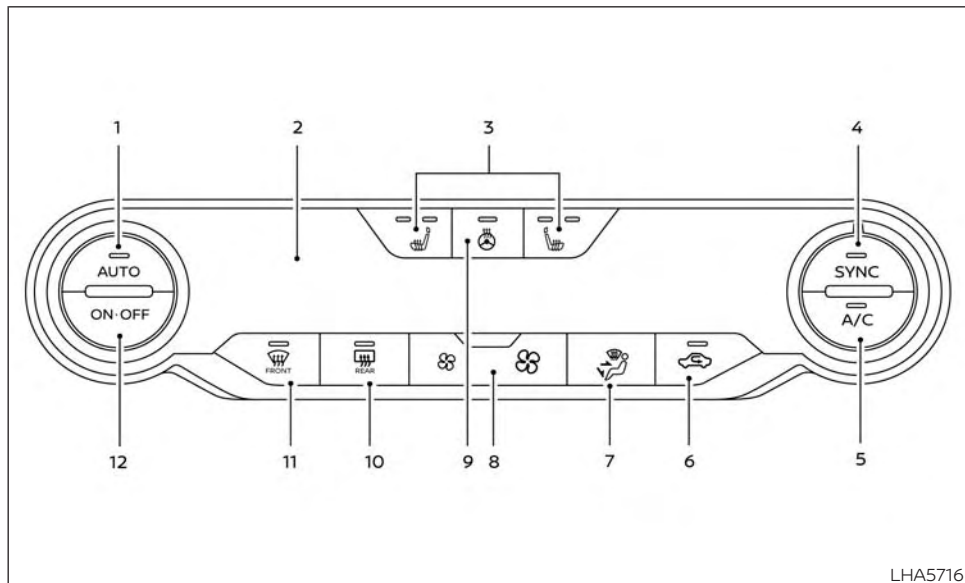 1 2 3 4
AUTO SYNC
ON·OFF A/C
FRONT REAR
12 11 10 9 8 7 6 5
LHA5716